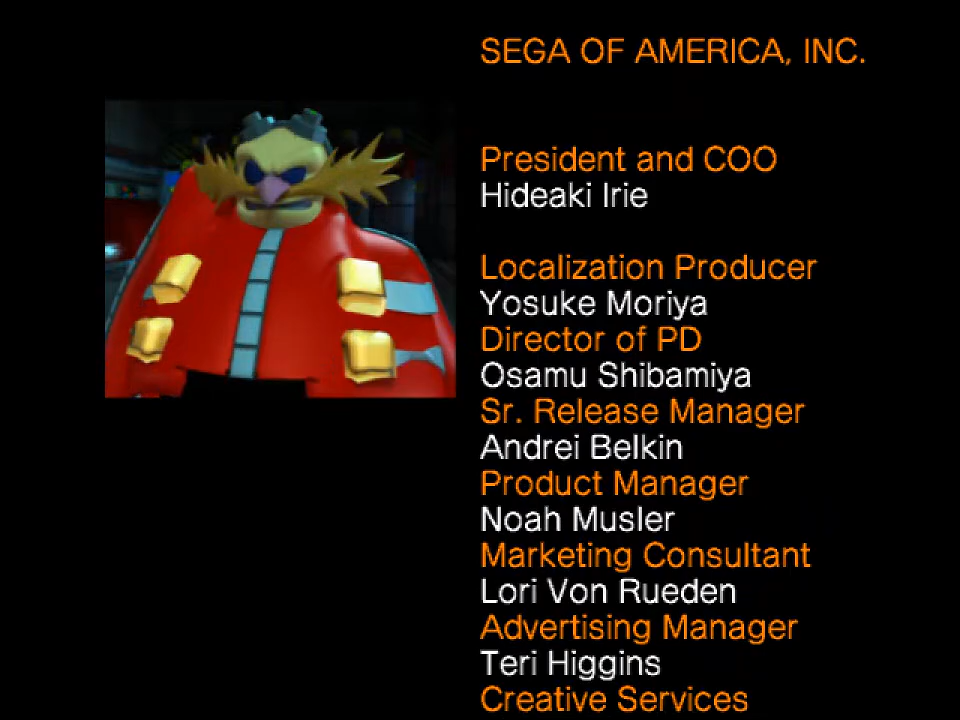 SEGA OF AMERICA, INC.
President and COO
Hideaki Irie
Localization Producer
Yosuke Moriya
Director of PD
Osamu Shibamiya
Sr. Release Manager
Andrei Belkin
Product Manager
Noah Musler
Marketing Consultant
Lori Von Rueden
Advertising Manager
Teri Higgins
Creative Services